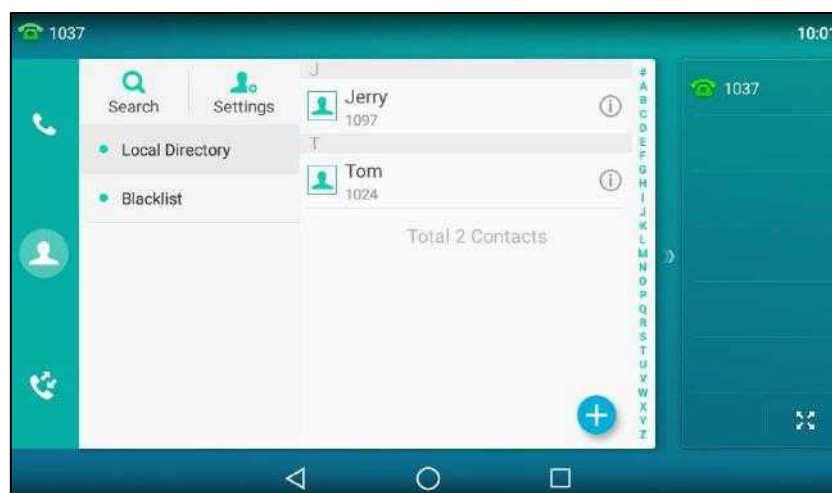 1037
10:01
Search
Settings
Local Directory
Blacklist
J
Jerry
1097
T
Tom
1024
Total 2 Contacts
#
A
B
C
D
E
F
G
H
I
J
K
L
M
N
O
P
Q
R
S
T
U
V
W
X
Y
Z
1037